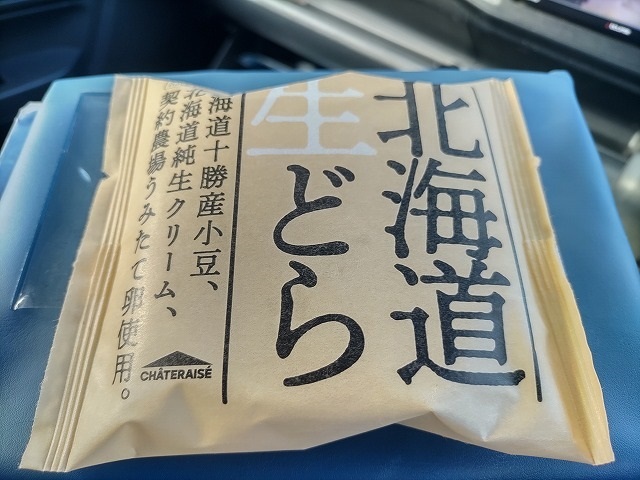 北海道
生どら
海道十勝産小豆、
北海道純生クリーム、
契約農場うみたて卵使用。
CHÂTERAISÉ